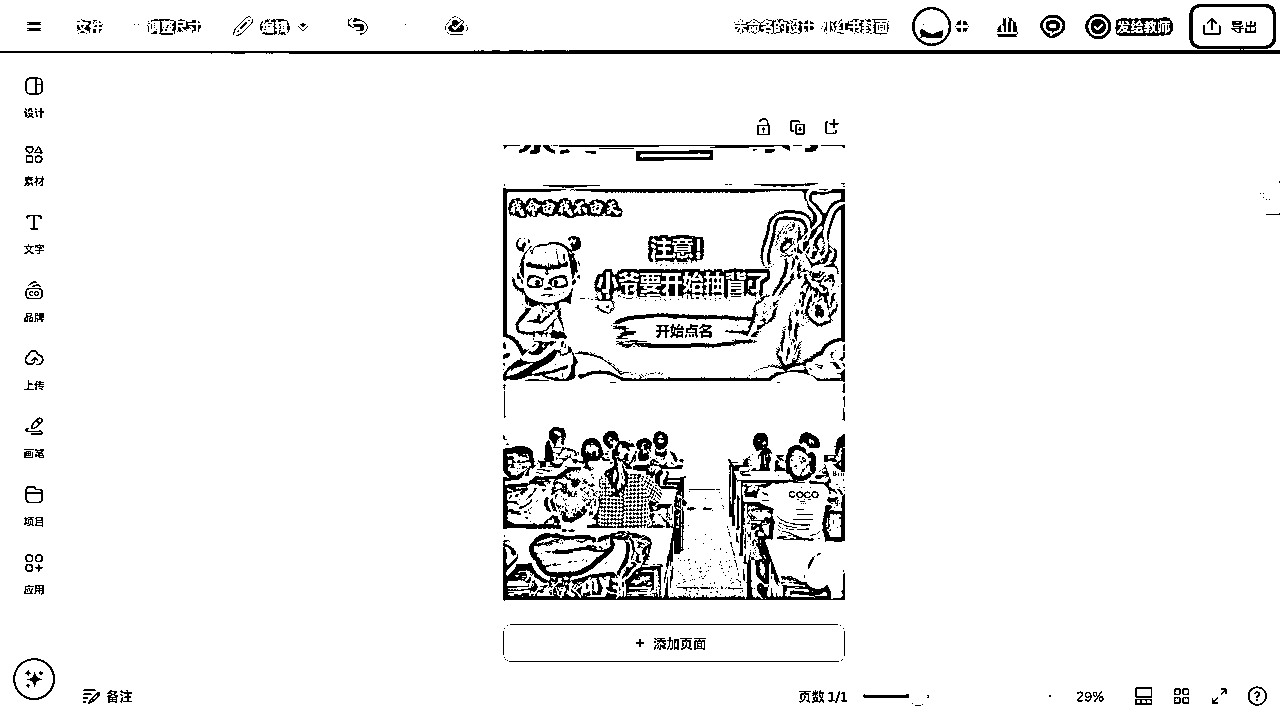 文件
调整尺寸
编辑
未命名的设计-小红书封面
发给教师
导出
设计
素材
文字
品牌
上传
画笔
项目
应用
我命由我不由天
注意!
小爷要开始抽背了
开始点名
COCO
+ 添加页面
备注
页数 1/1
29%